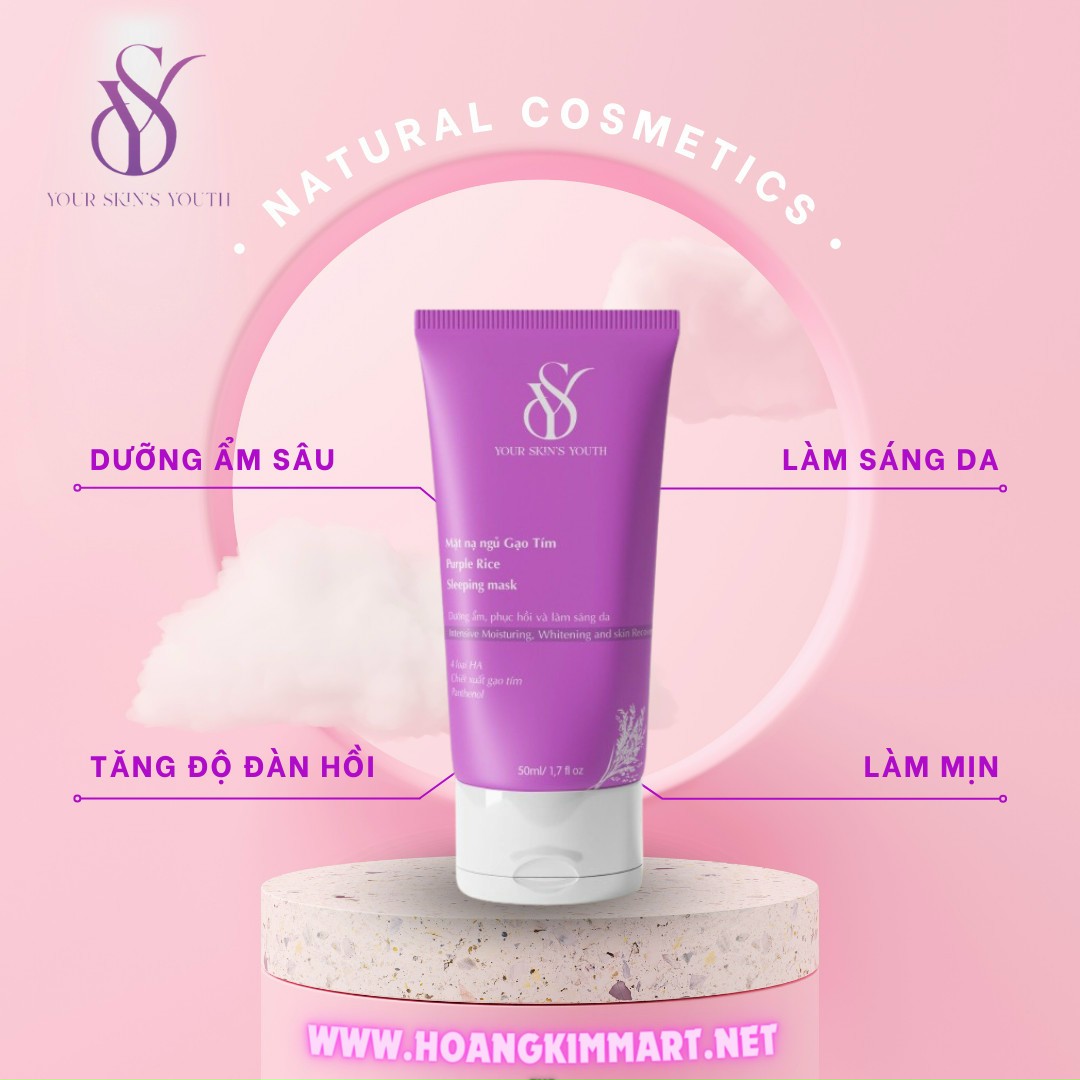 SY
YOUR SKIN'S YOUTH
• NATURAL COSMETICS •
DƯỠNG ẨM SÂU
LÀM SÁNG DA
SY
YOUR SKIN'S YOUTH
Mặt nạ ngủ Gạo Tím
Purple Rice
Sleeping mask
Dưỡng ẩm, phục hồi và làm sáng da
Intensive Moisturing, Whitening and skin
4 loại HA
Chiết xuất gạo tím
Panthenol
TĂNG ĐỘ ĐÀN HỒI
LÀM MỊN
50ml/ 1,7 fl oz
WWW.HOANGKIMMART.NET